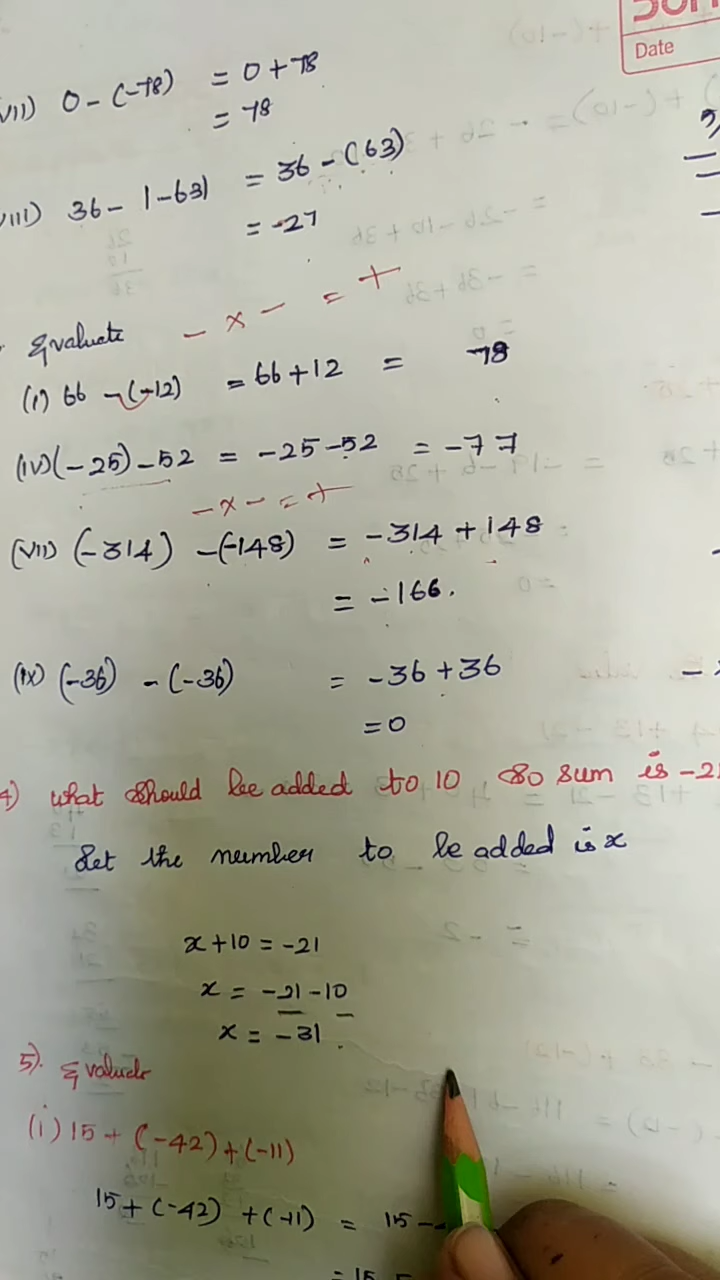 Date
VII) 0 - (-78) = 0 + 78
= 78
VIII) 36 - |-63| = 36 - (63)
= -27
- x - = +
Evaluate
(i) 66 - (-12) = 66 + 12 = 78
(iv) (-25) - 52 = -25 - 52 = -77
- x - = +
(VII) (-314) - (-148) = -314 + 148
= -166.
(ix) (-36) - (-36) = -36 + 36
= 0
4) What should be added to 10 so sum is -21
Let the number to be added is x
x + 10 = -21
x = -21 - 10
x = -31
5). Evaluate
(i) 15 + (-42) + (-11)
15 + (-42) + (-11) = 15 -
= 15